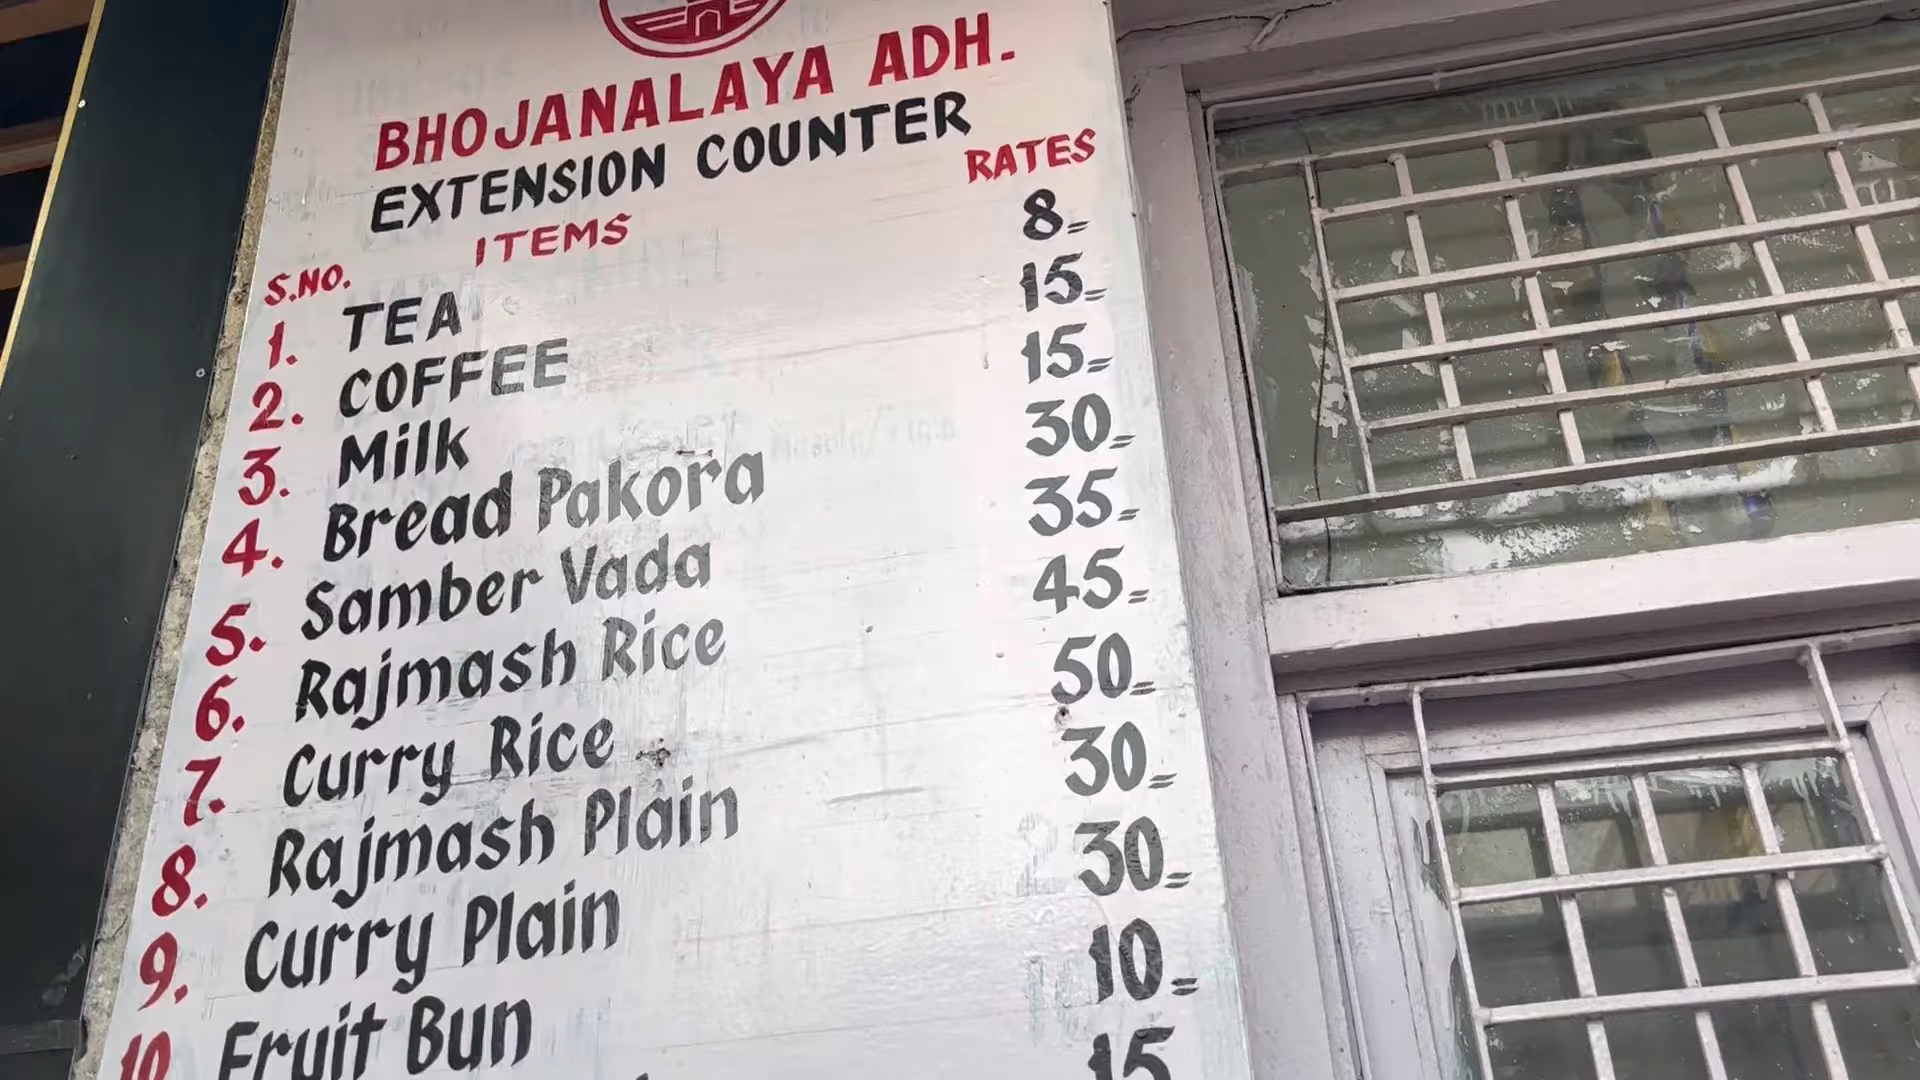 BHOJANALAYA ADH.
EXTENSION COUNTER
S.NO. ITEMS RATES
1. TEA 8=
2. COFFEE 15=
3. Milk 15=
4. Bread Pakora 30=
5. Samber Vada 35=
6. Rajmash Rice 45=
7. Curry Rice 50=
8. Rajmash Plain 30=
9. Curry Plain 30=
10 Fruit Bun 10=
15